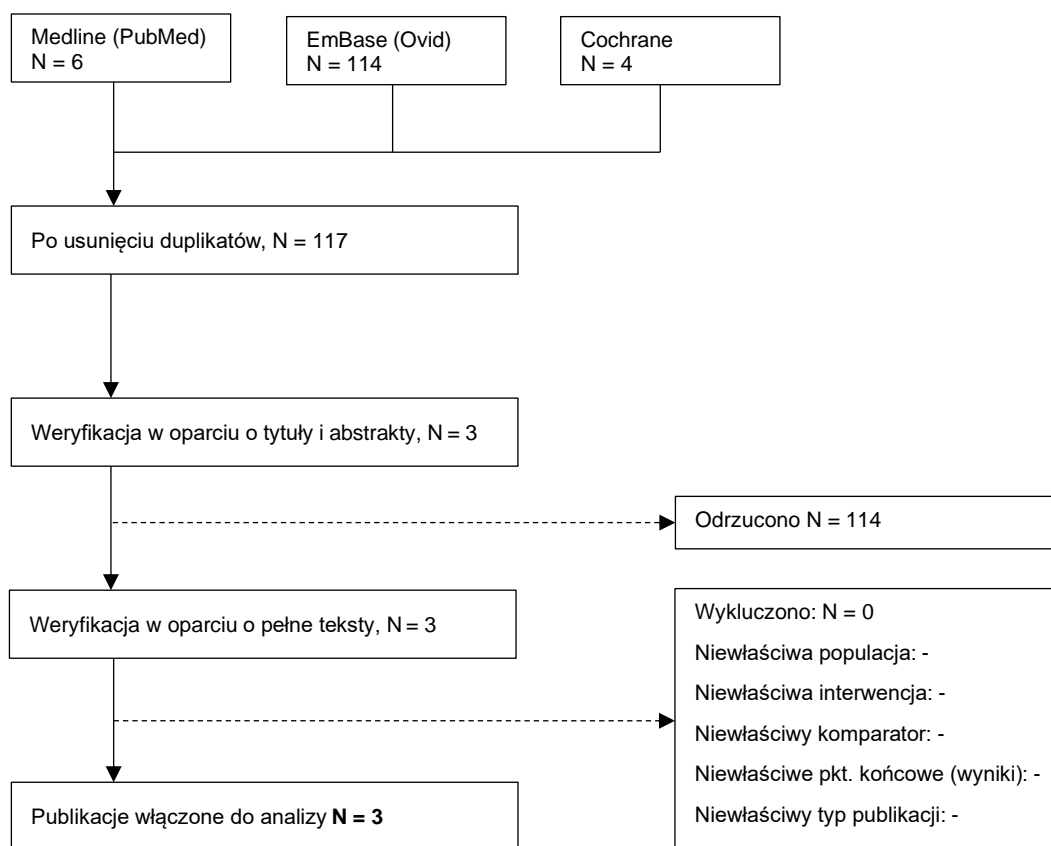 Medline (PubMed)
N = 6
EmBase (Ovid)
N = 114
Cochrane
N = 4
Po usunięciu duplikatów, N = 117
Weryfikacja w oparciu o tytuły i abstrakty, N = 3
Odrzucono N = 114
Weryfikacja w oparciu o pełne teksty, N = 3
Wykluczono: N = 0
Niewłaściwa populacja: -
Niewłaściwa interwencja: -
Niewłaściwy komparator: -
Niewłaściwe pkt. końcowe (wyniki): -
Niewłaściwy typ publikacji: -
Publikacje włączone do analizy N = 3